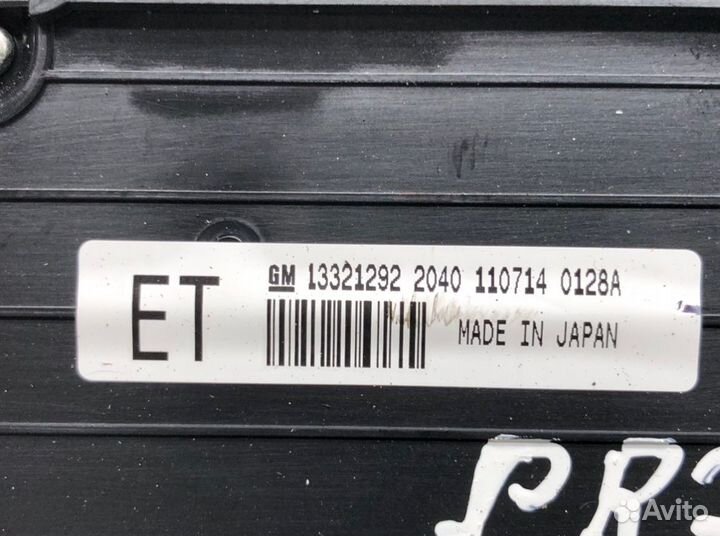 ET
GM 13321292 2040 110714 0128A
MADE IN JAPAN
Avito